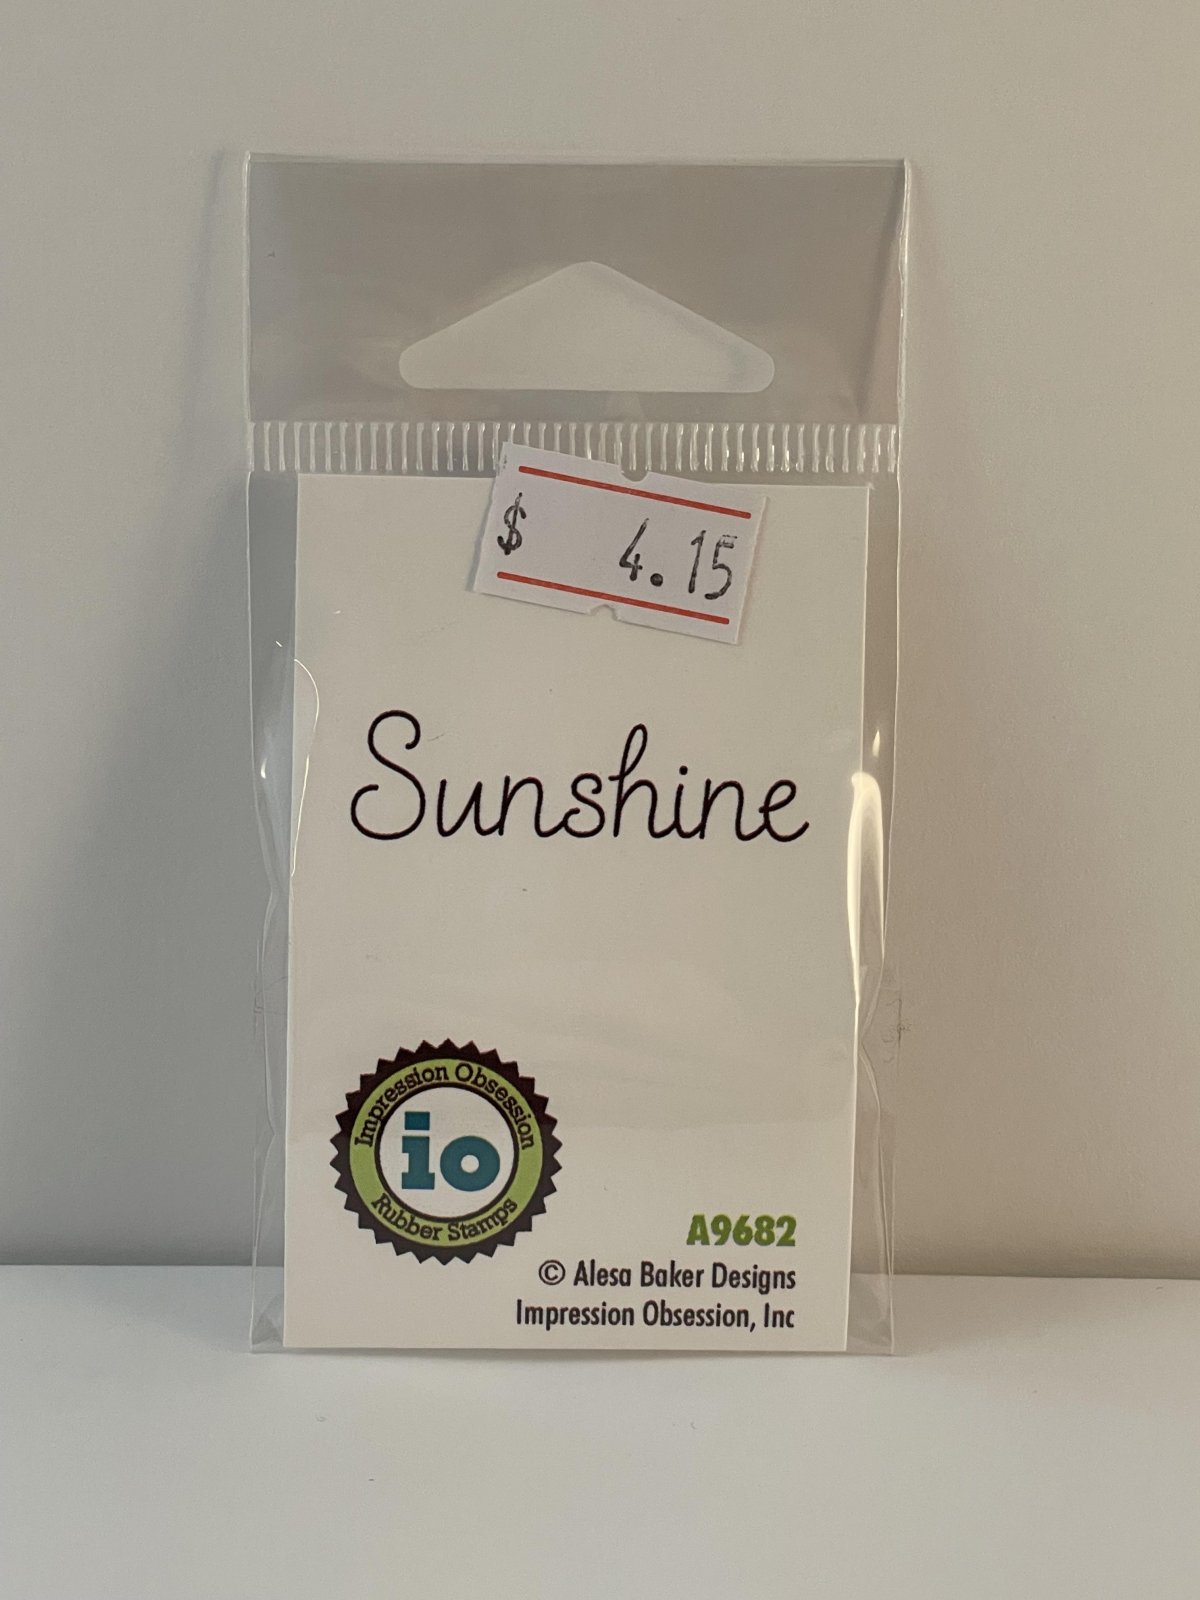 $ 4.15
Sunshine
Impression Obsession
io
Rubber Stamps
A9682
© Alesa Baker Designs
Impression Obsession, Inc